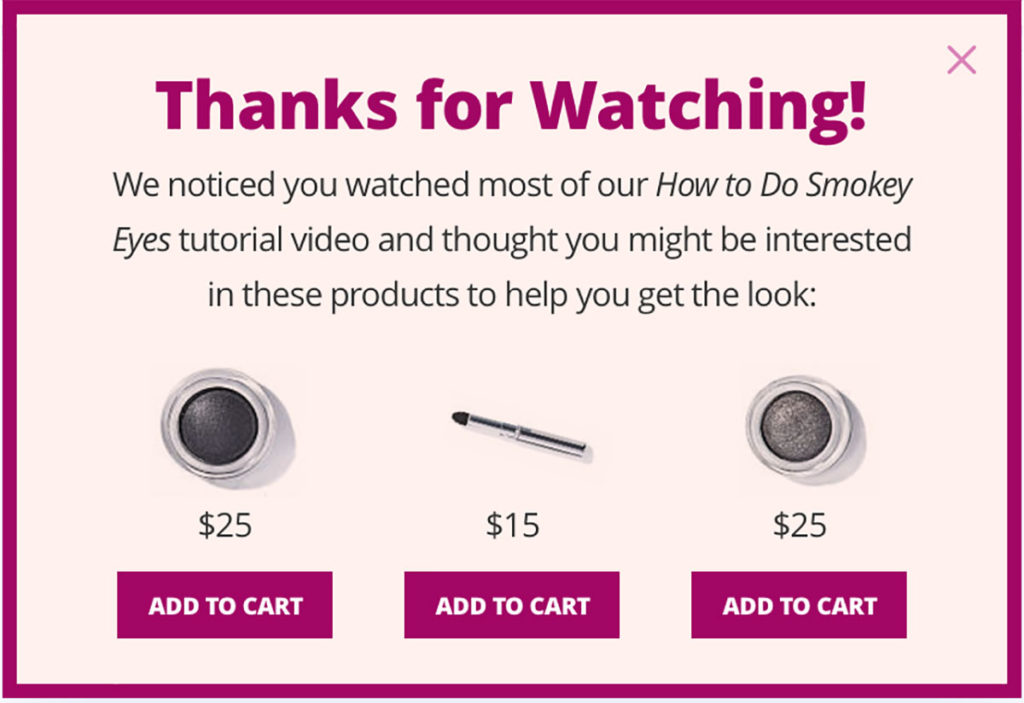 Thanks for Watching!
We noticed you watched most of our How to Do Smokey
Eyes tutorial video and thought you might be interested
in these products to help you get the look:
$25
$15
$25
ADD TO CART
ADD TO CART
ADD TO CART